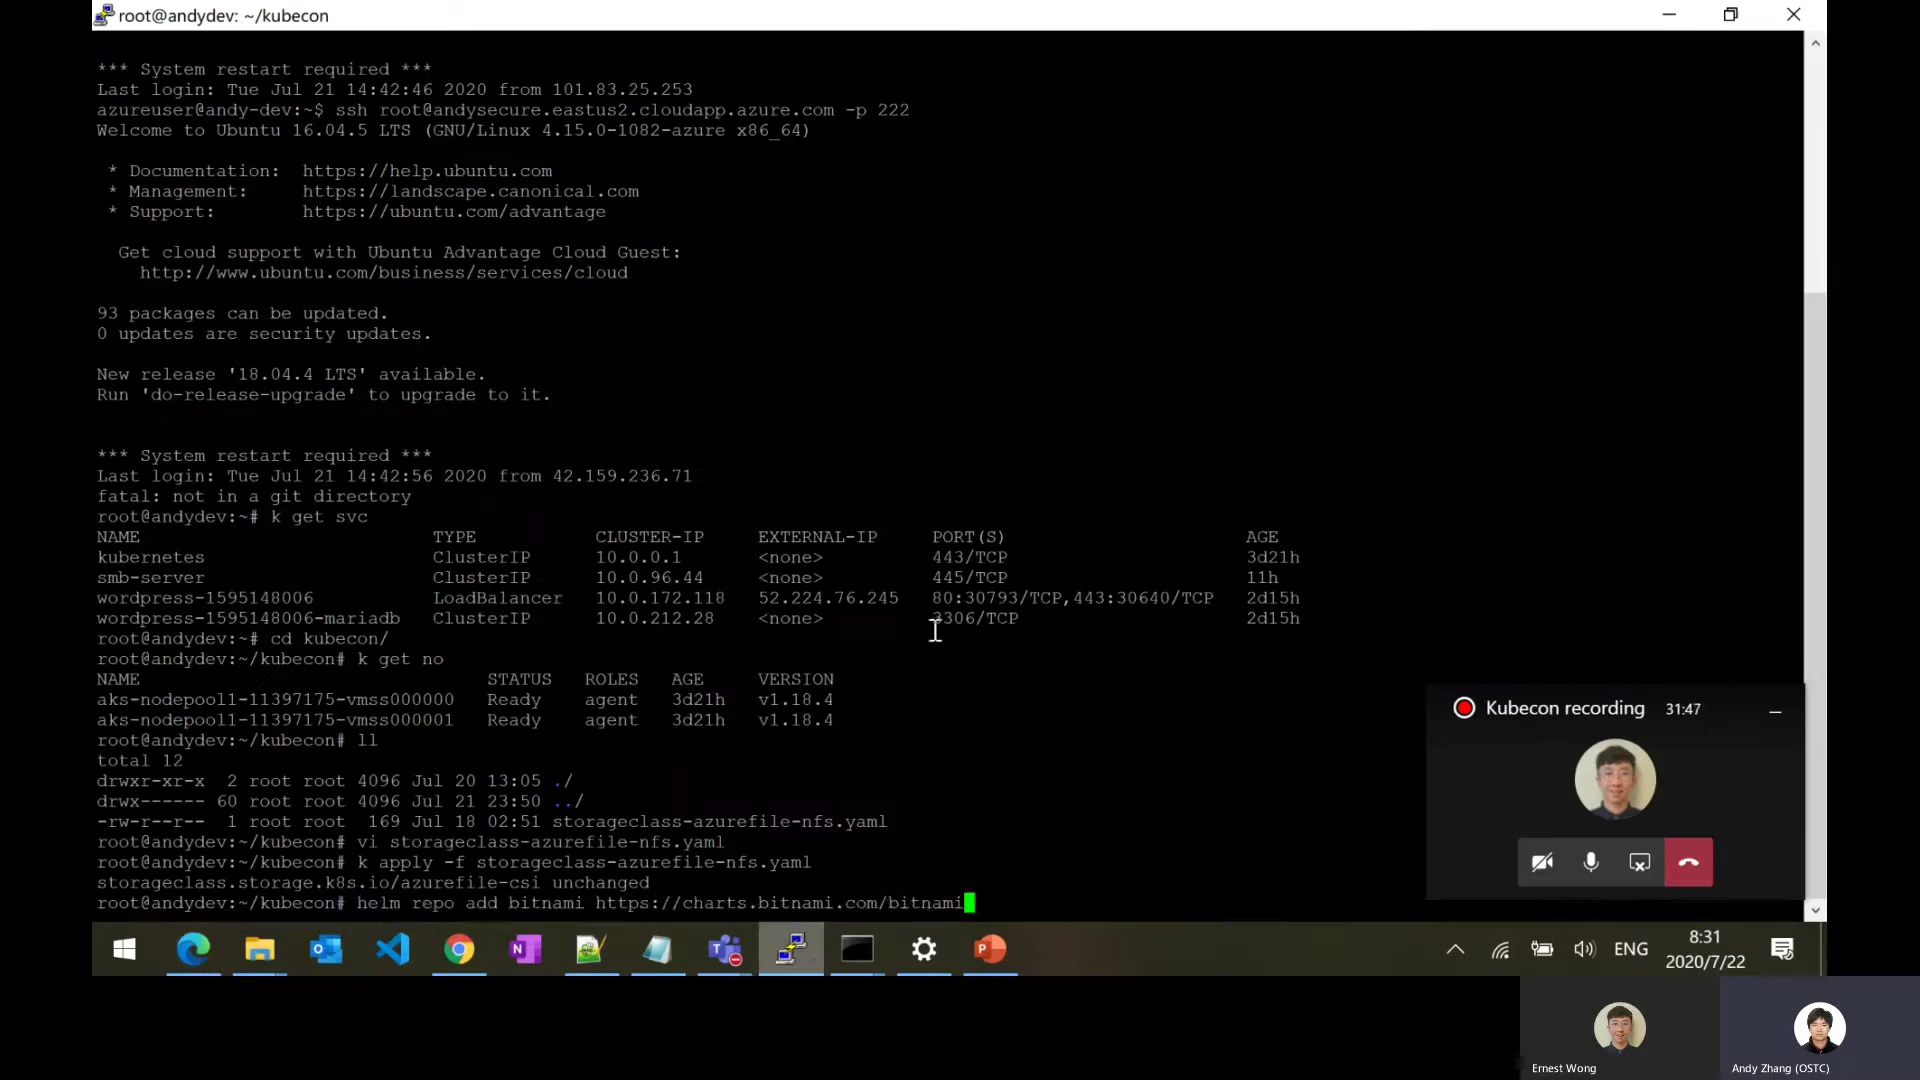 root@andydev: ~/kubecon
*** System restart required ***
Last login: Tue Jul 21 14:42:46 2020 from 101.83.25.253
azureuser@andy-dev:~$ ssh root@andysecure.eastus2.cloudapp.azure.com -p 222
Welcome to Ubuntu 16.04.5 LTS (GNU/Linux 4.15.0-1082-azure x86_64)
* Documentation:  https://help.ubuntu.com
* Management:     https://landscape.canonical.com
* Support:        https://ubuntu.com/advantage
Get cloud support with Ubuntu Advantage Cloud Guest:
http://www.ubuntu.com/business/services/cloud
93 packages can be updated.
0 updates are security updates.
New release '18.04.4 LTS' available.
Run 'do-release-upgrade' to upgrade to it.
*** System restart required ***
Last login: Tue Jul 21 14:42:56 2020 from 42.159.236.71
fatal: not in a git directory
root@andydev:~# k get svc
NAME TYPE CLUSTER-IP EXTERNAL-IP PORT(S) AGE
kubernetes ClusterIP 10.0.0.1 <none> 443/TCP 3d21h
smb-server ClusterIP 10.0.96.44 <none> 445/TCP 11h
wordpress-1595148006 LoadBalancer 10.0.172.118 52.224.76.245 80:30793/TCP,443:30640/TCP 2d15h
wordpress-1595148006-mariadb ClusterIP 10.0.212.28 <none> 3306/TCP 2d15h
root@andydev:~# cd kubecon/
root@andydev:~/kubecon# k get no
NAME STATUS ROLES AGE VERSION
aks-nodepool1-11397175-vmss000000 Ready agent 3d21h v1.18.4
aks-nodepool1-11397175-vmss000001 Ready agent 3d21h v1.18.4
root@andydev:~/kubecon# ll
total 12
drwxr-xr-x  2 root root 4096 Jul 20 13:05 ./
drwx------ 60 root root 4096 Jul 21 23:50 ../
-rw-r--r--  1 root root  169 Jul 18 02:51 storageclass-azurefile-nfs.yaml
root@andydev:~/kubecon# vi storageclass-azurefile-nfs.yaml
root@andydev:~/kubecon# k apply -f storageclass-azurefile-nfs.yaml
storageclass.storage.k8s.io/azurefile-csi unchanged
root@andydev:~/kubecon# helm repo add bitnami https://charts.bitnami.com/bitnami
Kubecon recording 31:47
ENG
8:31
2020/7/22
Ernest Wong
Andy Zhang (OSTC)